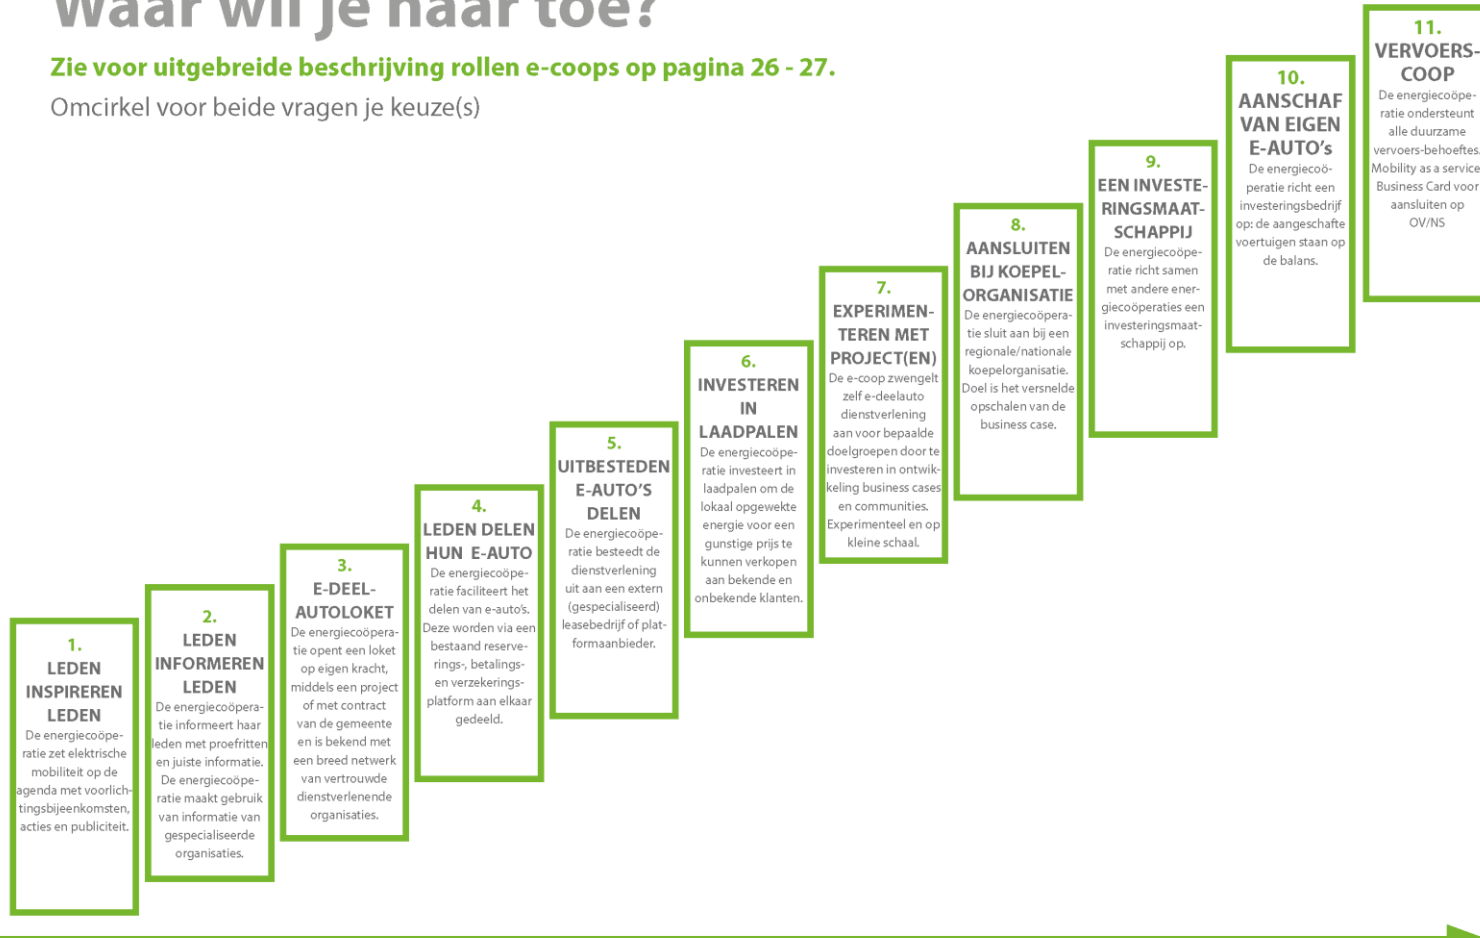 Waar wil je naar toe?
Zie voor uitgebreide beschrijving rollen e-coops op pagina 26 - 27.
Omcirkel voor beide vragen je keuze(s)
1.
LEDEN
INSPIREREN
LEDEN
De energiecoöpe-
ratie zet elektrische
mobiliteit op de
agenda met voorlich-
tingsbijeenkomsten,
acties en publiciteit.
2.
LEDEN
INFORMEREN
LEDEN
De energiecoöpera-
tie informeert haar
leden met proefritten
en juiste informatie.
De energiecoöpe-
ratie maakt gebruik
van informatie van
gespecialiseerde
organisaties.
3.
E-DEEL-
AUTOLOKET
De energiecoöpera-
tie opent een loket
op eigen kracht,
middels een project
of met contract
van de gemeente
en is bekend met
een breed netwerk
van vertrouwde
dienstverlenende
organisaties.
4.
LEDEN DELEN
HUN E-AUTO
De energiecoöpe-
ratie faciliteert het
delen van e-auto's.
Deze worden via een
bestaand reserve-
rings-, betalings-
en verzekerings-
platform aan elkaar
gedeeld.
5.
UITBESTEDEN
E-AUTO'S
DELEN
De energiecoöpe-
ratie besteedt de
dienstverlening
uit aan een extern
(gespecialiseerd)
leasebedrijf of plat-
formaanbieder.
6.
INVESTEREN
IN
LAADPALEN
De energiecoöpe-
ratie investeert in
laadpalen om de
lokaal opgewekte
energie voor een
gunstige prijs te
kunnen verkopen
aan bekende en
onbekende klanten.
7.
EXPERIMEN-
TEREN MET
PROJECT(EN)
De e-coop zwengelt
zelf e-deelauto
dienstverlening
aan voor bepaalde
doelgroepen door te
investeren in ontwik-
keling business cases
en communities.
Experimenteel en op
kleine schaal.
8.
AANSLUITEN
BIJ KOEPEL-
ORGANISATIE
De energiecoöpera-
tie sluit aan bij een
regionale/nationale
koepelorganisatie.
Doel is het versnelde
opschalen van de
business case.
9.
EEN INVESTE-
RINGSMAAT-
SCHAPPIJ
De energiecoöpe-
ratie richt samen
met andere ener-
giecoöperaties een
investeringsmaat-
schappij op.
10.
AANSCHAF
VAN EIGEN
E-AUTO's
De energiecoö-
peratie richt een
investeringsbedrijf
op: de aangeschafte
voertuigen staan op
de balans.
11.
VERVOERS-
COOP
De energiecoöpe-
ratie ondersteunt
alle duurzame
vervoers-behoeftes.
Mobility as a service
Business Card voor
aansluiten op
OV/NS